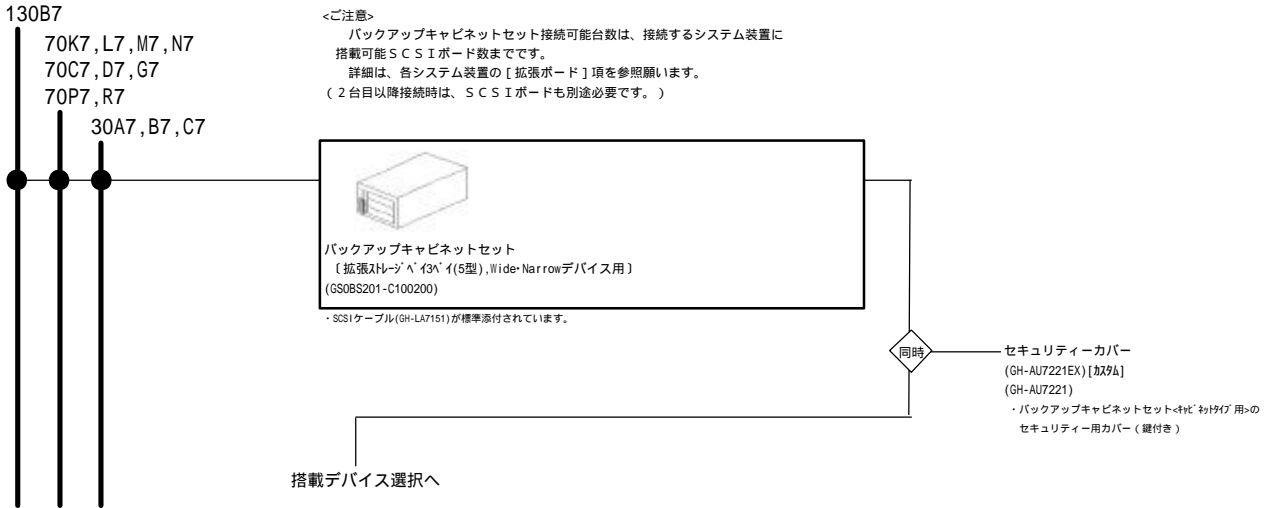 130B7
70K7,L7,M7,N7
70C7,D7,G7
70P7,R7
30A7,B7,C7
<ご注意>
バックアップキャビネットセット接続可能台数は、接続するシステム装置に
搭載可能ＳＣＳＩボード数までです。
詳細は、各システム装置の［拡張ボード］項を参照願います。
(２台目以降接続時は、ＳＣＳＩボードも別途必要です。)
バックアップキャビネットセット
〔拡張ｽﾄﾚｰｼﾞﾍﾞｲ3ﾍﾞｲ(5型),Wide･Narrowデバイス用〕
(GS0BS201-C100200)
・SCSIケーブル(GH-LA7151)が標準添付されています。
同時
セキュリティーカバー
(GH-AU7221EX)[ｶｽﾀﾑ]
(GH-AU7221)
・バックアップキャビネットセット<ｷｬﾋﾞﾈｯﾄﾀｲﾌﾟ用>の
セキュリティー用カバー(鍵付き)
搭載デバイス選択へ